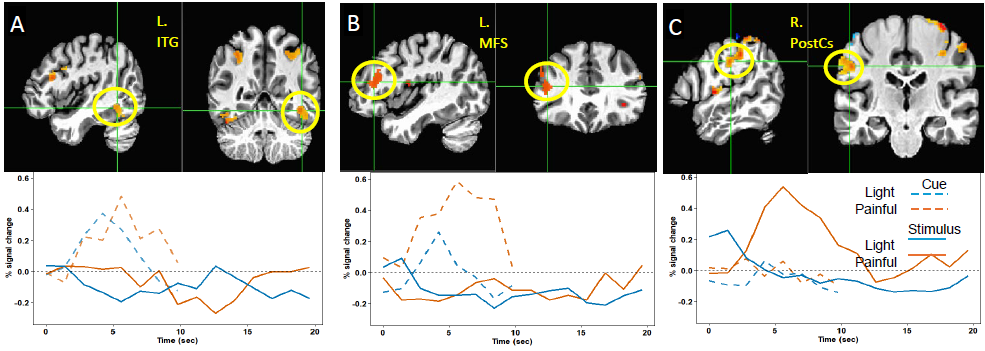 A
L.
ITG
B
L.
MFS
C
R.
PostCs
% signal change
0.6
0.4
0.2
0.0
-0.2
0
5
10
15
20
Time (sec)
% signal change
0.6
0.4
0.2
0.0
-0.2
0
5
10
15
20
Time (sec)
% signal change
0.6
0.4
0.2
0.0
-0.2
0
5
10
15
20
Time (sec)
Cue
Light
Painful
Stimulus
Light
Painful